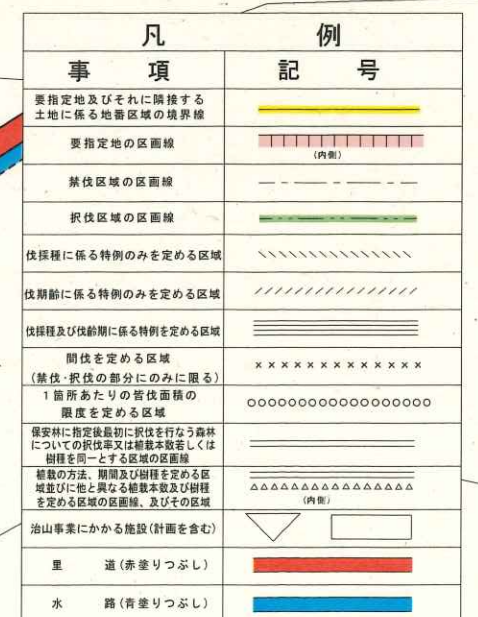 凡 例
事 項 記 号
要指定地及びそれに隣接する
土地に係る地番区域の境界線
要指定地の区画線
(内側)
禁伐区域の区画線
択伐区域の区画線
伐採種に係る特例のみを定める区域
伐期齢に係る特例のみを定める区域
伐採種及び伐齢期に係る特例を定める区域
間伐を定める区域
(禁伐・択伐の部分にのみに限る)
1箇所あたりの皆伐面積の
限度を定める区域
保安林に指定後最初に択伐を行なう森林
についての択伐率又は植栽本数若しくは
樹種を同一とする区域の区画線
植栽の方法、期間及び樹種を定める区
域並びに他と異なる植栽本数及び樹種
を定める区域の区画線、及びその区域
(内側)
治山事業にかかる施設(計画を含む)
里 道(赤塗りつぶし)
水 路(青塗りつぶし)